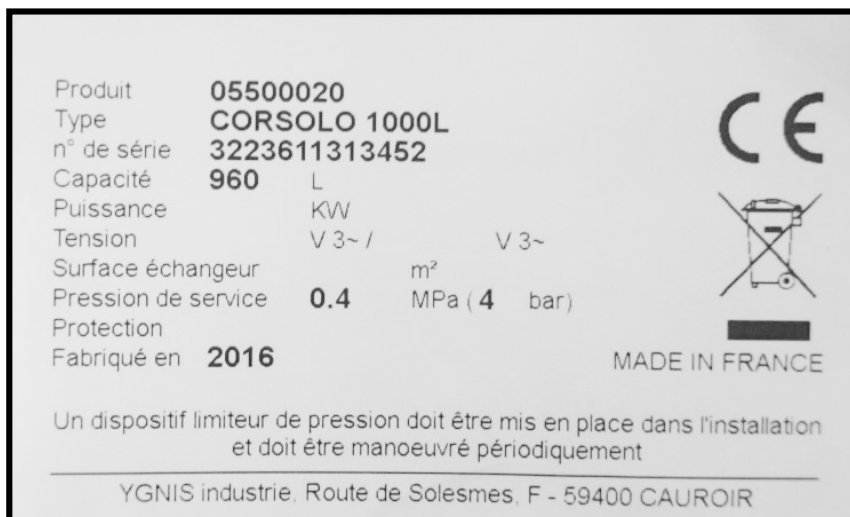 Produit 05500020
Type CORSOLO 1000L
n° de série 3223611313452
Capacité 960 L
Puissance KW
Tension V 3~ / V 3~
Surface échangeur m²
Pression de service 0.4 MPa ( 4 bar)
Protection
Fabriqué en 2016
CE
MADE IN FRANCE
Un dispositif limiteur de pression doit être mis en place dans l'installation
et doit être manoeuvré périodiquement
YGNIS industrie, Route de Solesmes, F - 59400 CAUROIR